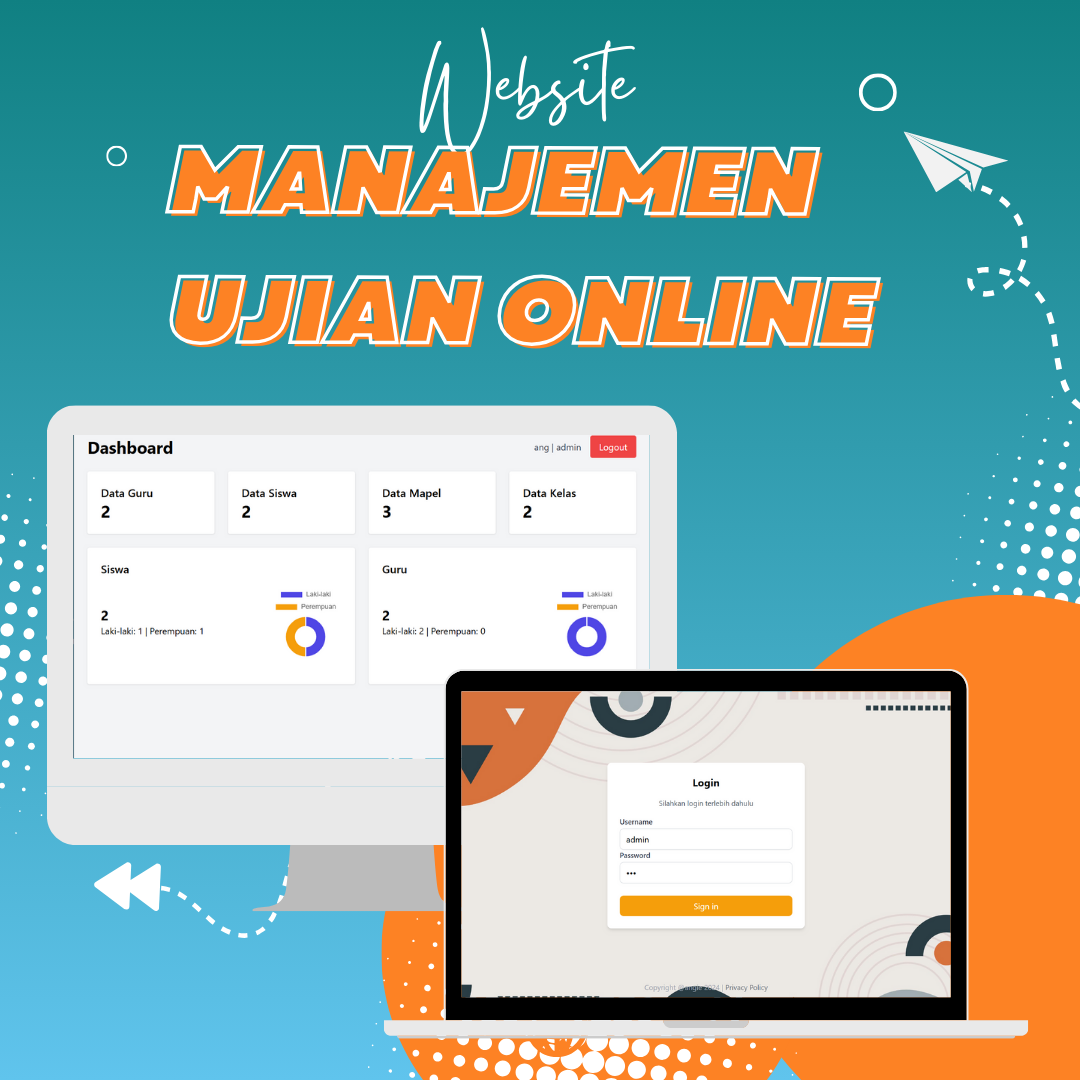 Website
MANAJEMEN
UJIAN ONLINE
Dashboard
ang | admin
Logout
Data Guru
2
Data Siswa
2
Data Mapel
3
Data Kelas
2
Siswa
2
Laki-laki: 1 | Perempuan: 1
Laki-laki
Perempuan
Guru
2
Laki-laki: 2 | Perempuan: 0
Laki-laki
Perempuan
Login
Silahkan login terlebih dahulu
Username
admin
Password
•••
Sign in
Copyright 2024 | Privacy Policy